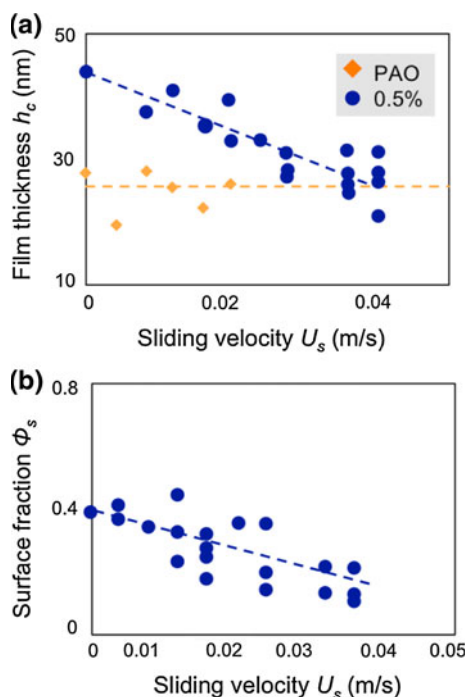 (a)
Film thickness h_c (nm)
50
30
10
PAO
0.5%
0 0.02 0.04
Sliding velocity U_s (m/s)
(b)
Surface fraction Φ_s
0.8
0.4
0
0 0.01 0.02 0.03 0.04 0.05
Sliding velocity U_s (m/s)